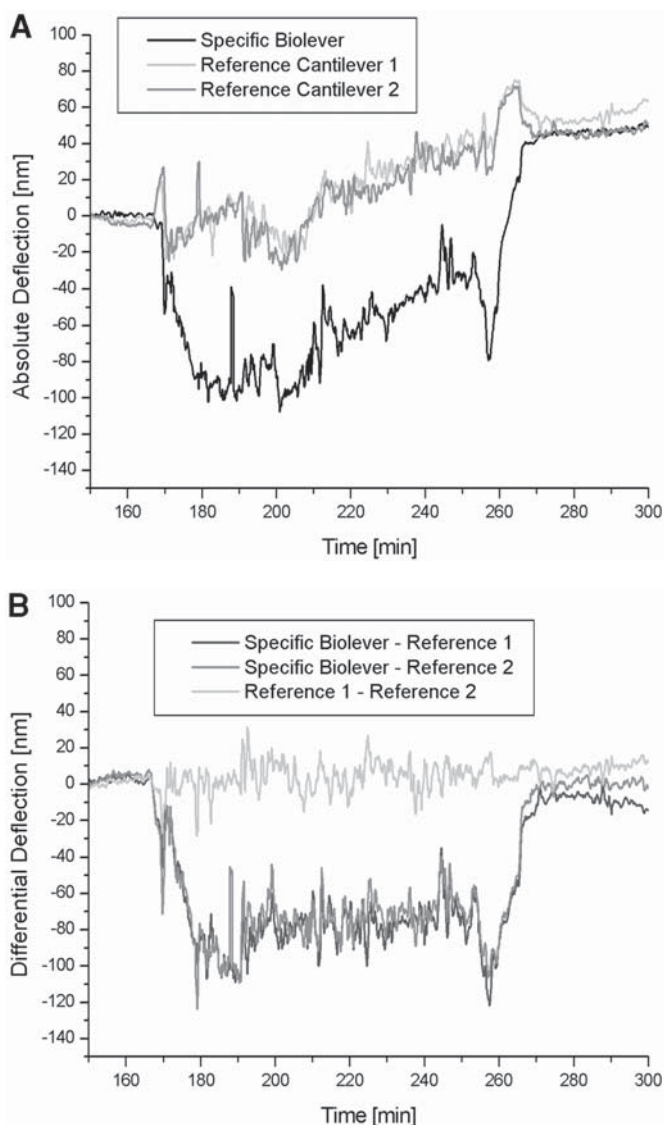 A
Specific Biolever
Reference Cantilever 1
Reference Cantilever 2
Absolute Deflection [nm]
100
80
60
40
20
0
-20
-40
-60
-80
-100
-120
-140
160 180 200 220 240 260 280 300
Time [min]
B
Specific Biolever - Reference 1
Specific Biolever - Reference 2
Reference 1 - Reference 2
Differential Deflection [nm]
100
80
60
40
20
0
-20
-40
-60
-80
-100
-120
-140
160 180 200 220 240 260 280 300
Time [min]